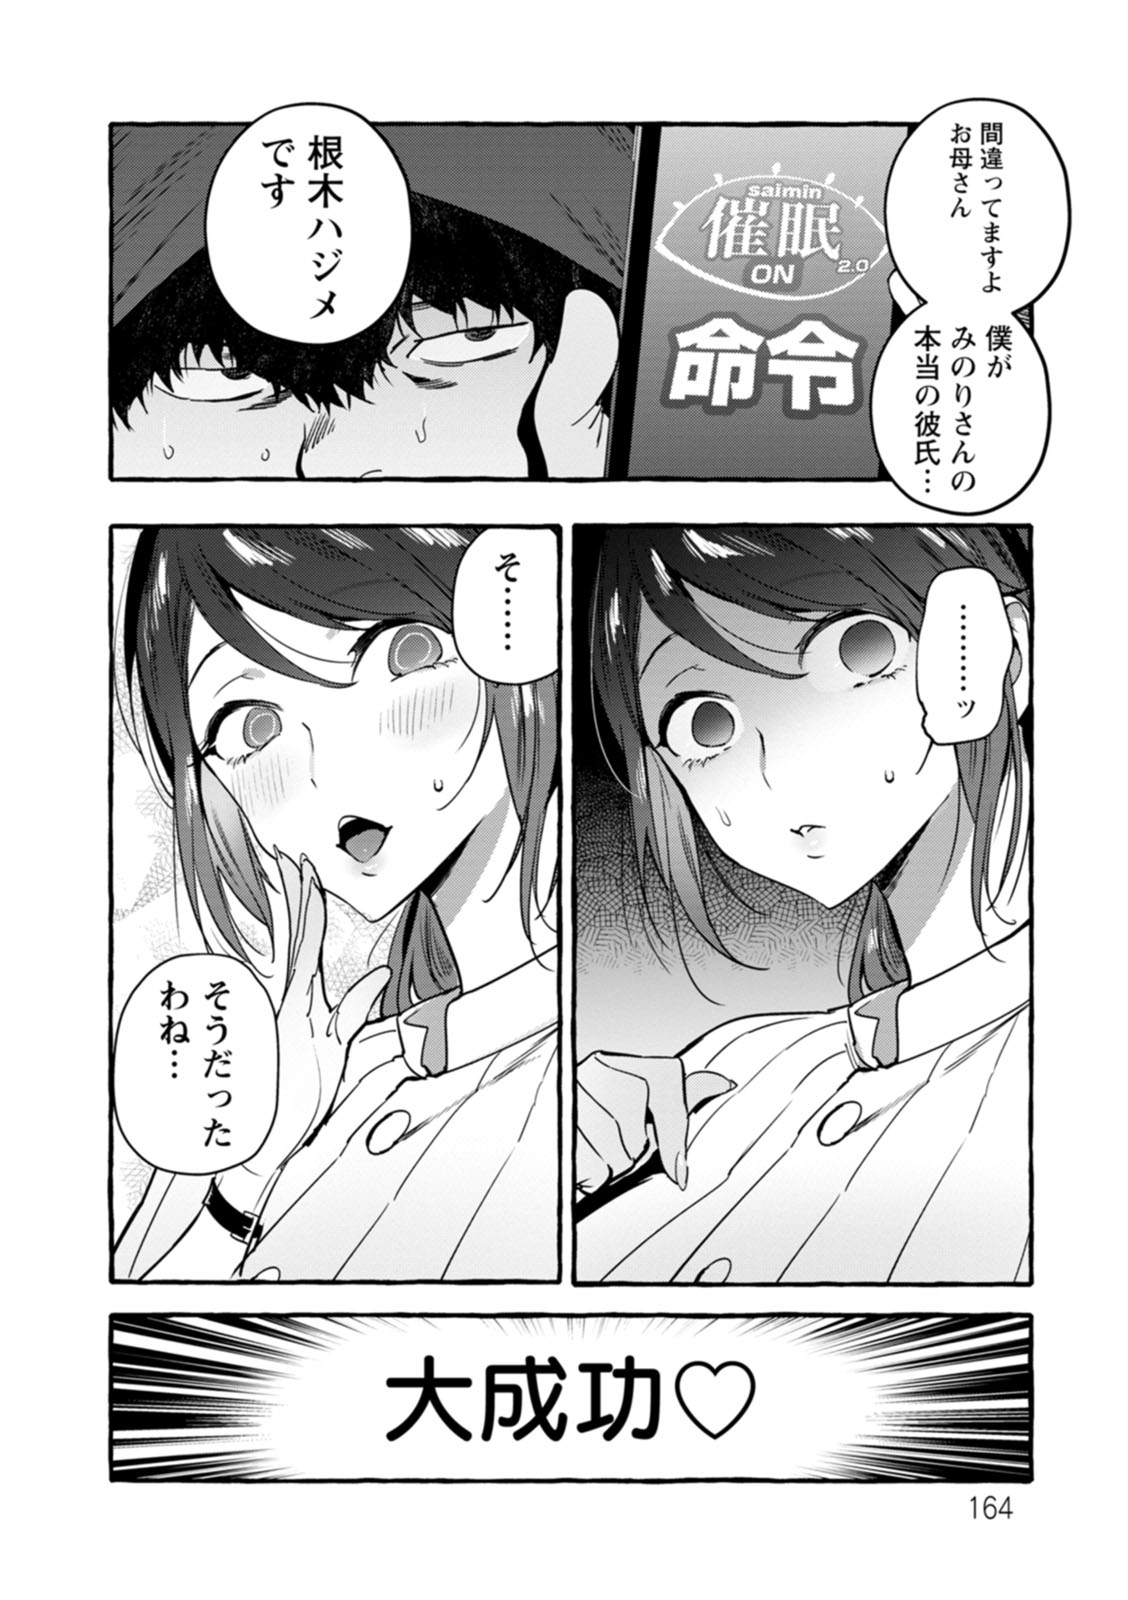 間違ってますよ
お母さん
僕が
みのりさんの
本当の彼氏…
saimin
催眠
ON
2.0
命令
根木ハジメ
です
………ッ
そ……
そうだった
わね…
大成功♡
164